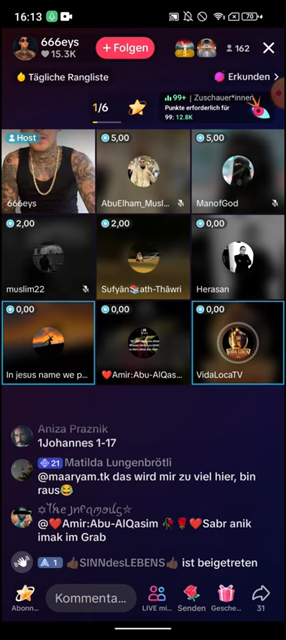 16:13
70
666eys
15.3K
+ Folgen
162
Tägliche Rangliste
Erkunden >
1/6
99+ | Zuschauer*innen
Punkte erforderlich für
99: 12.8K
Host
5,00
5,00
666eys
AbuElham_Musl...
ManofGod
2,00
2,00
0,00
muslim22
Sufyân📚ath-Thâwri
Herasan
0,00
0,00
0,00
In jesus name we p...
❤️Amir:Abu-AlQas...
VidaLocaTV
Aniza Praznik
1Johannes 1-17
21 Matilda Lungenbrötli
@maaryam.tk das wird mir zu viel hier, bin
raus😂
@❤️Amir:Abu-AlQasim 🥀🌹❤️Sabr anik
imak im Grab
1 👍🏾SINNdesLEBENS👍🏾 ist beigetreten
Kommenta...
Abonn...
LIVE mi...
Senden
Gesche...
31